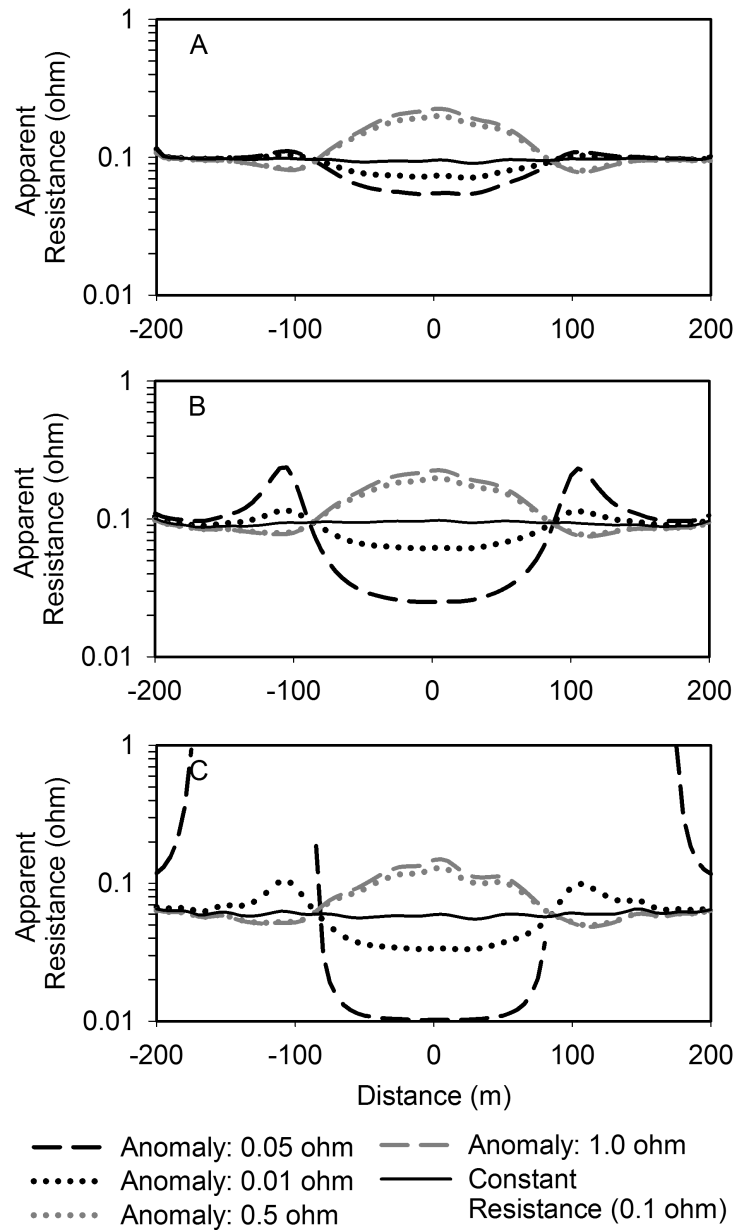 A
1
0.1
0.01
Apparent
Resistance (ohm)
-200 -100 0 100 200
B
1
0.1
0.01
Apparent
Resistance (ohm)
-200 -100 0 100 200
C
1
0.1
0.01
Apparent
Resistance (ohm)
-200 -100 0 100 200
Distance (m)
Anomaly: 0.05 ohm
Anomaly: 0.01 ohm
Anomaly: 0.5 ohm
Anomaly: 1.0 ohm
Constant
Resistance (0.1 ohm)